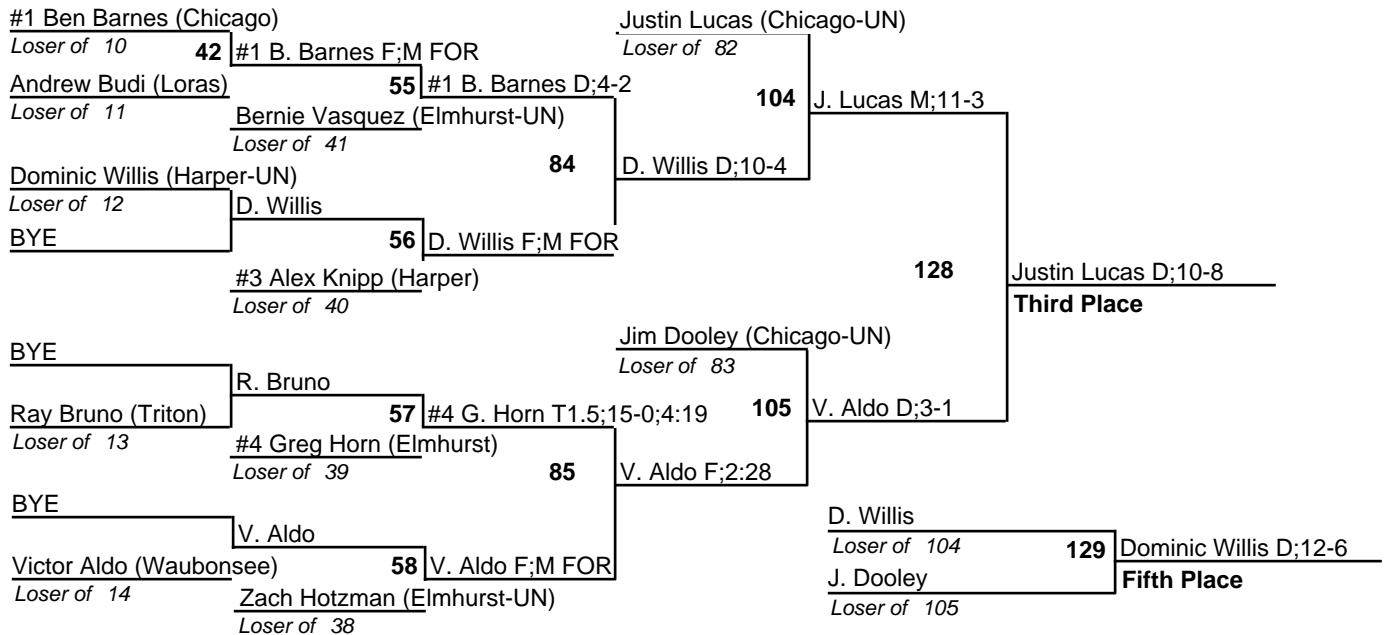 #1 Ben Barnes (Chicago)
Loser of 10
42
#1 B. Barnes F;M FOR
Andrew Budi (Loras)
Loser of 11
55
#1 B. Barnes D;4-2
Bernie Vasquez (Elmhurst-UN)
Loser of 41
Dominic Willis (Harper-UN)
Loser of 12
D. Willis
BYE
56
D. Willis F;M FOR
#3 Alex Knipp (Harper)
Loser of 40
84
D. Willis D;10-4
Justin Lucas (Chicago-UN)
Loser of 82
104
J. Lucas M;11-3
BYE
R. Bruno
Ray Bruno (Triton)
Loser of 13
57
#4 G. Horn T1.5;15-0;4:19
#4 Greg Horn (Elmhurst)
Loser of 39
BYE
V. Aldo
Victor Aldo (Waubonsee)
Loser of 14
58
V. Aldo F;M FOR
Zach Hotzman (Elmhurst-UN)
Loser of 38
85
V. Aldo F;2:28
Jim Dooley (Chicago-UN)
Loser of 83
105
V. Aldo D;3-1
128
Justin Lucas D;10-8
Third Place
D. Willis
Loser of 104
129
Dominic Willis D;12-6
J. Dooley
Loser of 105
Fifth Place